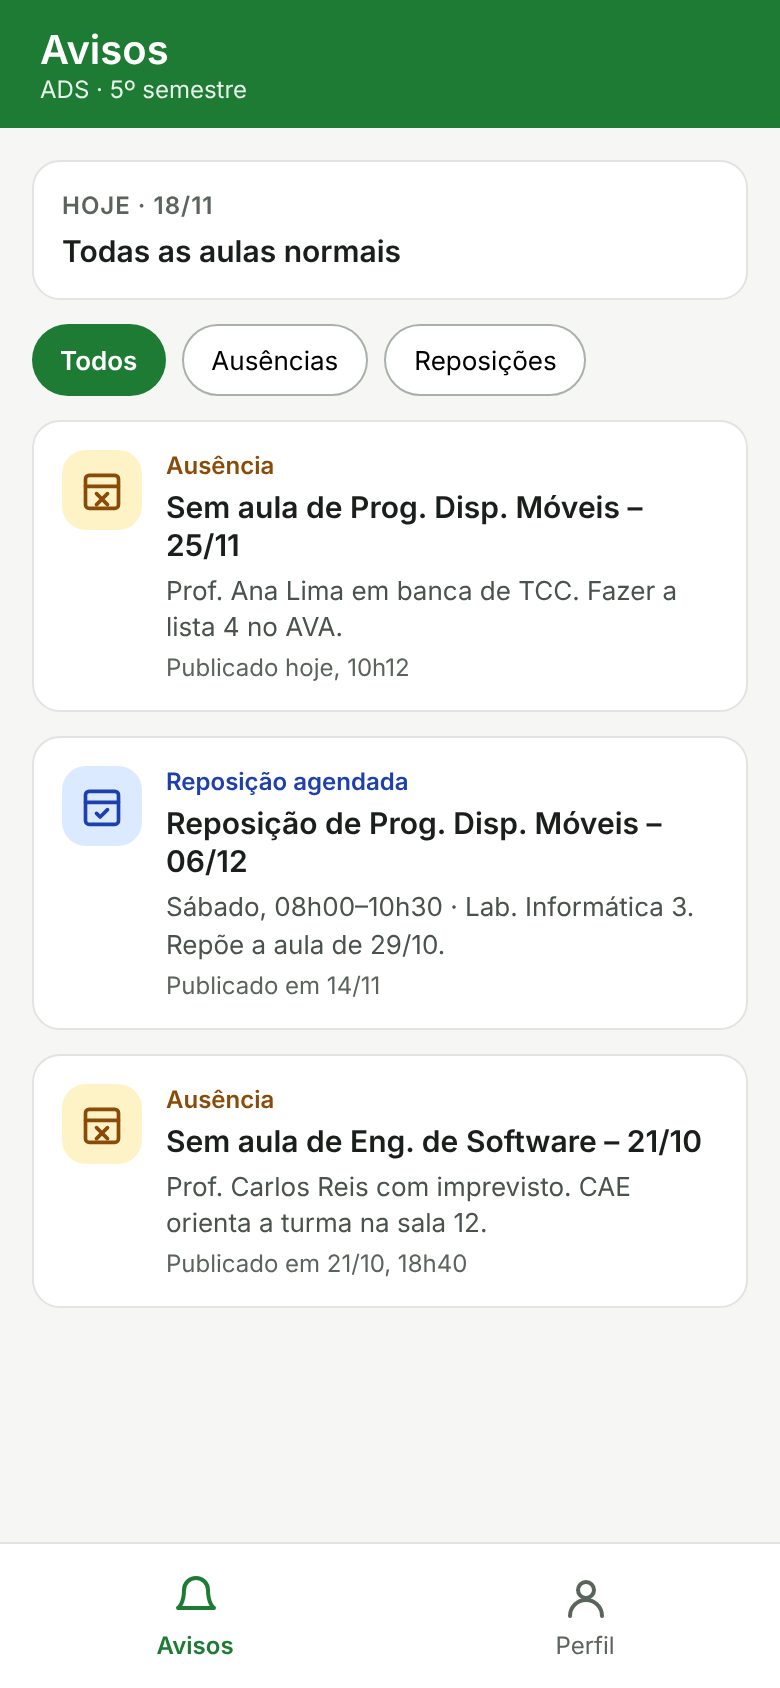 Avisos
ADS · 5º semestre
HOJE · 18/11
Todas as aulas normais
Todos
Ausências
Reposições
Ausência
Sem aula de Prog. Disp. Móveis –
25/11
Prof. Ana Lima em banca de TCC. Fazer a
lista 4 no AVA.
Publicado hoje, 10h12
Reposição agendada
Reposição de Prog. Disp. Móveis –
06/12
Sábado, 08h00–10h30 · Lab. Informática 3.
Repõe a aula de 29/10.
Publicado em 14/11
Ausência
Sem aula de Eng. de Software – 21/10
Prof. Carlos Reis com imprevisto. CAE
orienta a turma na sala 12.
Publicado em 21/10, 18h40
Avisos
Perfil